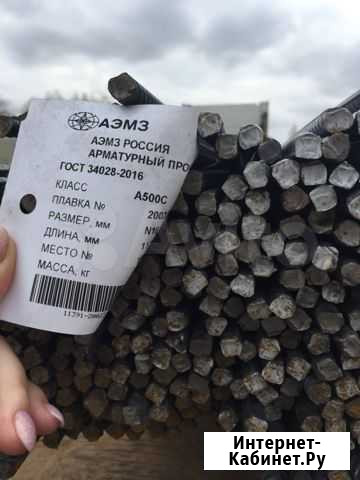 АЭМЗ
АЭМЗ РОССИЯ
АРМАТУРНЫЙ ПРО
ГОСТ 34028-2016
КЛАСС А500С
ПЛАВКА №
РАЗМЕР, мм
ДЛИНА, мм
МЕСТО №
МАССА, кг
Интернет-
Кабинет.Ру